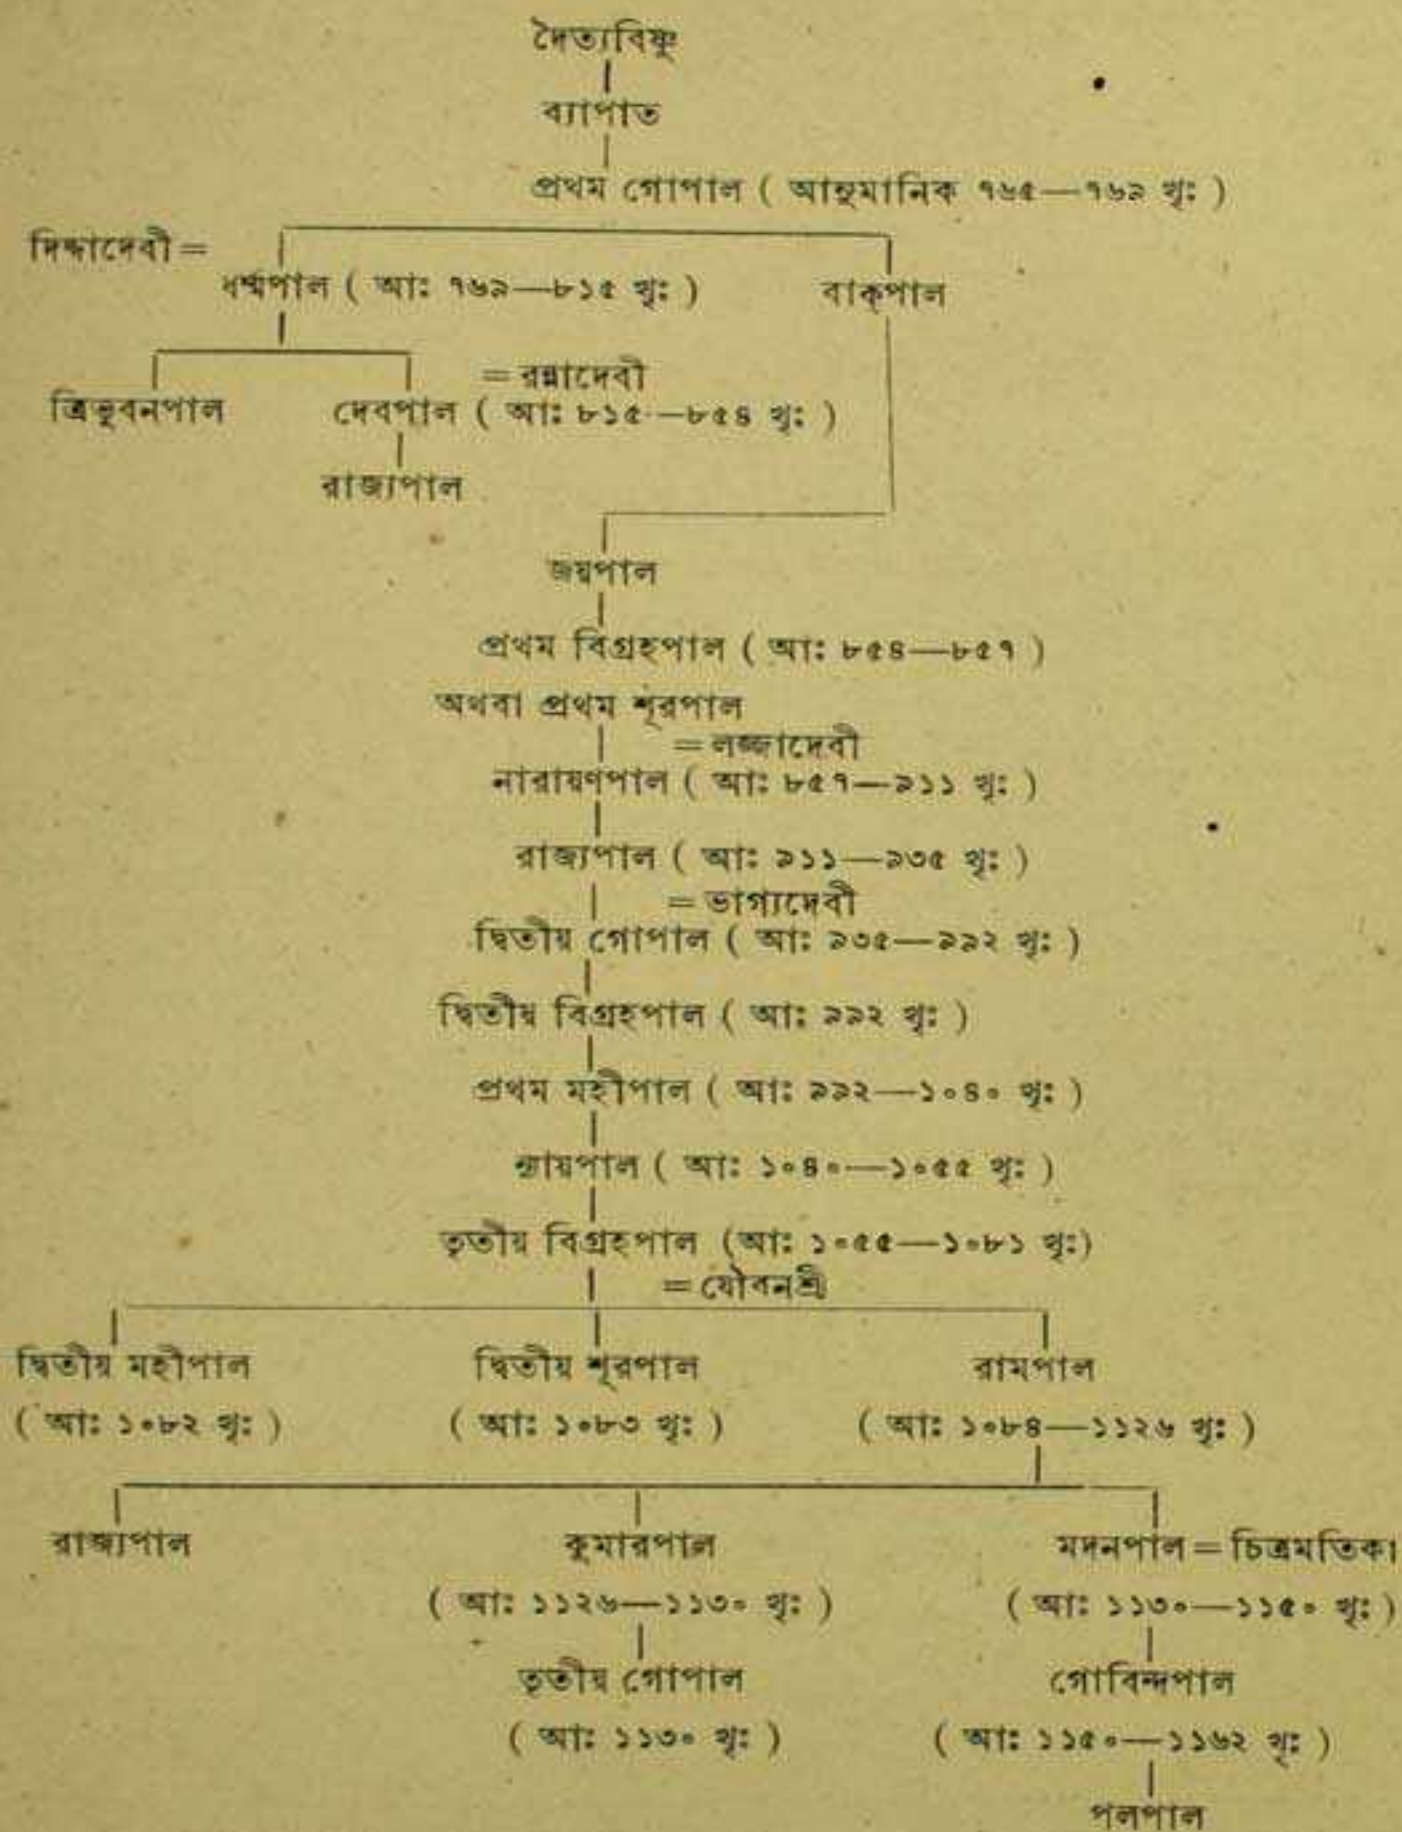 দৈত্যবিষ্ণু
ব্যাপাত
প্রথম গোপাল ( আনুমানিক ৭৬৫—৭৬৯ খৃঃ )
দিদ্দাদেবী =
ধর্ম্মপাল ( আঃ ৭৬৯—৮১৫ খৃঃ ) বাক্‌পাল
= রন্নাদেবী
ত্রিভুবনপাল দেবপাল ( আঃ ৮১৫—৮৫৪ খৃঃ )
রাজ্যপাল
জয়পাল
প্রথম বিগ্রহপাল ( আঃ ৮৫৪—৮৫৭ )
অথবা প্রথম শূরপাল
= লজ্জাদেবী
নারায়ণপাল ( আঃ ৮৫৭—৯১১ খৃঃ )
রাজ্যপাল ( আঃ ৯১১—৯৩৫ খৃঃ )
= ভাগ্যদেবী
দ্বিতীয় গোপাল ( আঃ ৯৩৫—৯৯২ খৃঃ )
দ্বিতীয় বিগ্রহপাল ( আঃ ৯৯২ খৃঃ )
প্রথম মহীপাল ( আঃ ৯৯২—১০৪০ খৃঃ )
ন্যায়পাল ( আঃ ১০৪০—১০৫৫ খৃঃ )
তৃতীয় বিগ্রহপাল (আঃ ১০৫৫—১০৮১ খৃঃ)
= যৌবনশ্রী
দ্বিতীয় মহীপাল দ্বিতীয় শূরপাল রামপাল
( আঃ ১০৮২ খৃঃ ) ( আঃ ১০৮৩ খৃঃ ) ( আঃ ১০৮৪—১১২৬ খৃঃ )
রাজ্যপাল কুমারপাল মদনপাল = চিত্রমতিকা
( আঃ ১১২৬—১১৩০ খৃঃ ) ( আঃ ১১৩০—১১৫০ খৃঃ )
তৃতীয় গোপাল গোবিন্দপাল
( আঃ ১১৩০ খৃঃ ) ( আঃ ১১৫০—১১৬২ খৃঃ )
পলপাল